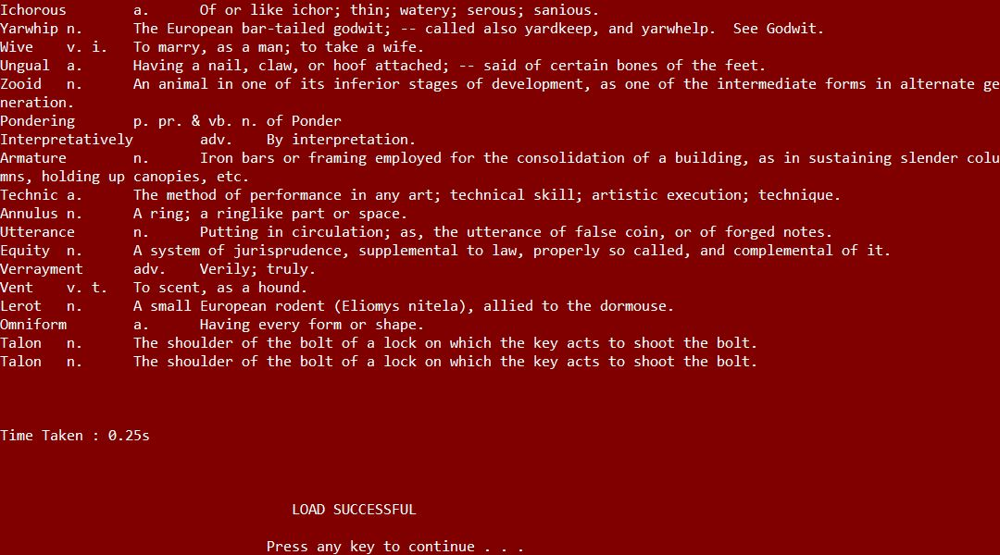 Ichorous a. Of or like ichor; thin; watery; serous; sanious.
Yarwhip n. The European bar-tailed godwit; -- called also yardkeep, and yarwhelp. See Godwit.
Wive v. i. To marry, as a man; to take a wife.
Ungual a. Having a nail, claw, or hoof attached; -- said of certain bones of the feet.
Zooid n. An animal in one of its inferior stages of development, as one of the intermediate forms in alternate ge
neration.
Pondering p. pr. & vb. n. of Ponder
Interpretatively adv. By interpretation.
Armature n. Iron bars or framing employed for the consolidation of a building, as in sustaining slender colu
mns, holding up canopies, etc.
Technic a. The method of performance in any art; technical skill; artistic execution; technique.
Annulus n. A ring; a ringlike part or space.
Utterance n. Putting in circulation; as, the utterance of false coin, or of forged notes.
Equity n. A system of jurisprudence, supplemental to law, properly so called, and complemental of it.
Verrayment adv. Verily; truly.
Vent v. t. To scent, as a hound.
Lerot n. A small European rodent (Eliomys nitela), allied to the dormouse.
Omniform a. Having every form or shape.
Talon n. The shoulder of the bolt of a lock on which the key acts to shoot the bolt.
Talon n. The shoulder of the bolt of a lock on which the key acts to shoot the bolt.
Time Taken : 0.25s
LOAD SUCCESSFUL
Press any key to continue . . .